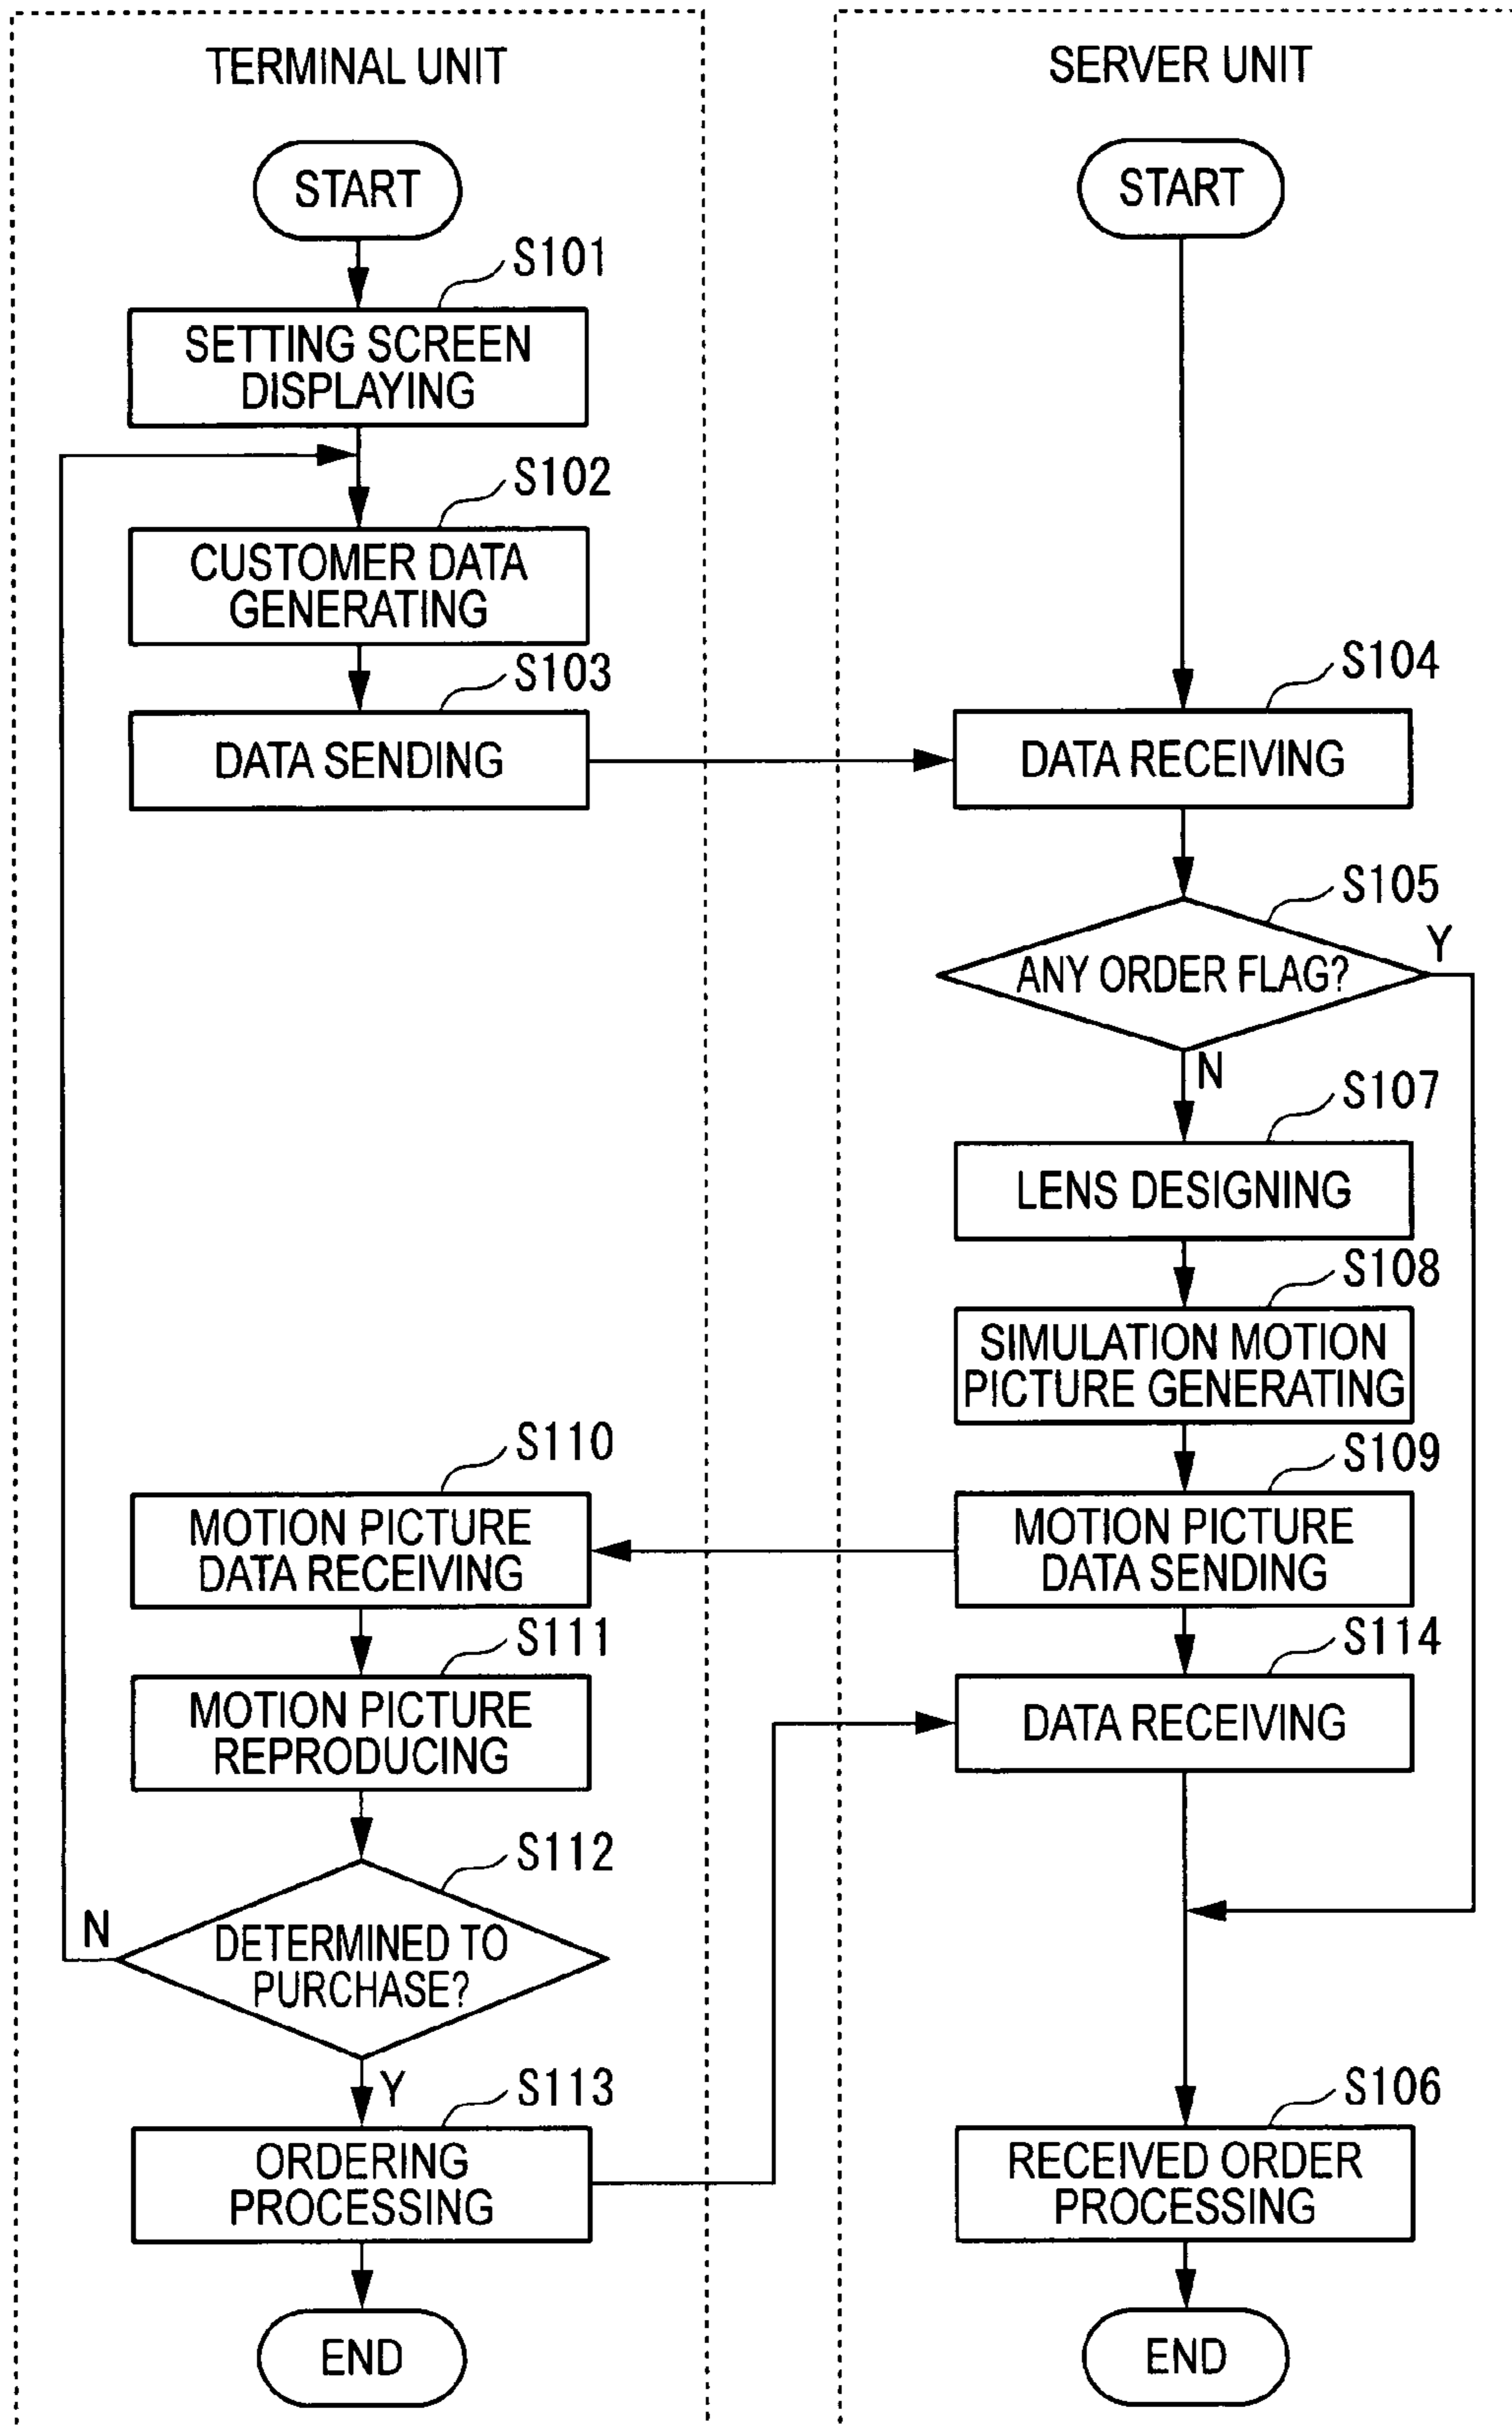 TERMINAL UNIT
START
S101
SETTING SCREEN
DISPLAYING
S102
CUSTOMER DATA
GENERATING
S103
DATA SENDING
S110
MOTION PICTURE
DATA RECEIVING
S111
MOTION PICTURE
REPRODUCING
S112
N
DETERMINED TO
PURCHASE?
Y
S113
ORDERING
PROCESSING
END
SERVER UNIT
START
S104
DATA RECEIVING
S105
Y
ANY ORDER FLAG?
N
S107
LENS DESIGNING
S108
SIMULATION MOTION
PICTURE GENERATING
S109
MOTION PICTURE
DATA SENDING
S114
DATA RECEIVING
S106
RECEIVED ORDER
PROCESSING
END